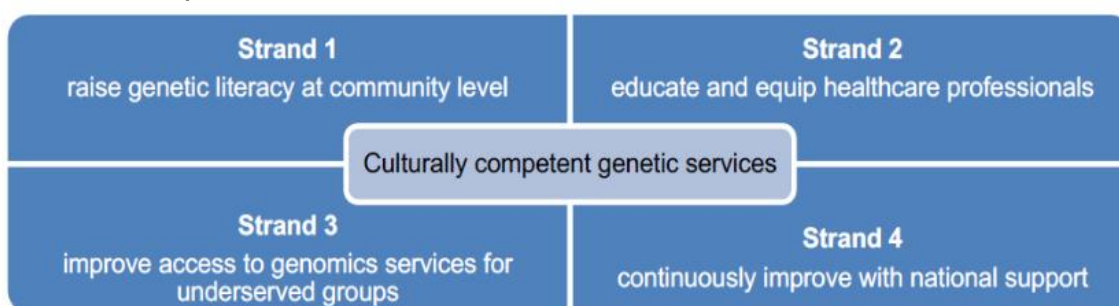 Strand 1
raise genetic literacy at community level
Strand 2
educate and equip healthcare professionals
Culturally competent genetic services
Strand 3
improve access to genomics services for
underserved groups
Strand 4
continuously improve with national support